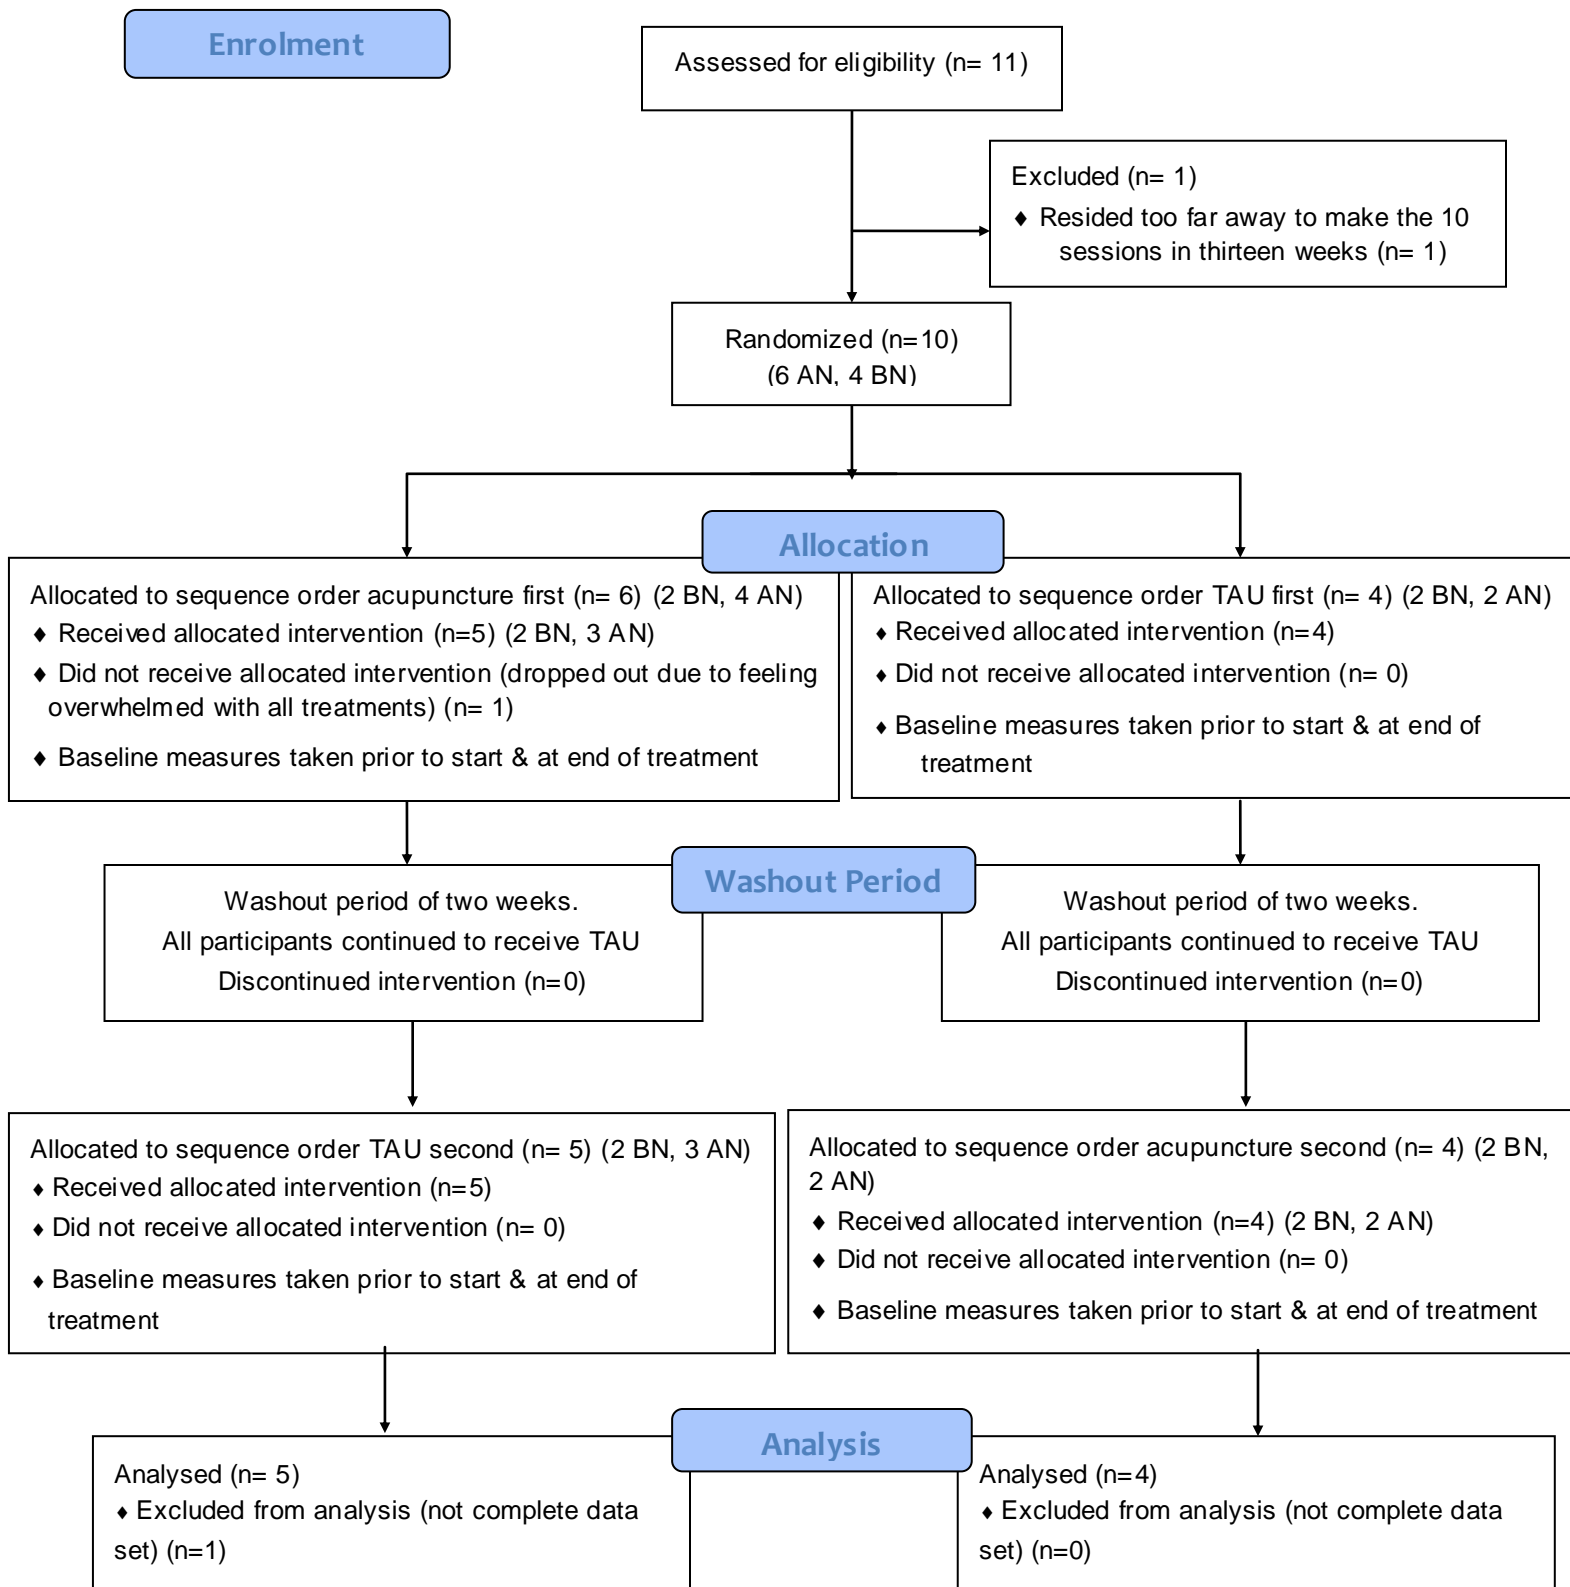 Enrolment
Assessed for eligibility (n= 11)
Excluded (n= 1)
♦ Resided too far away to make the 10
sessions in thirteen weeks (n= 1)
Randomized (n=10)
(6 AN, 4 BN)
Allocation
Allocated to sequence order acupuncture first (n= 6) (2 BN, 4 AN)
♦ Received allocated intervention (n=5) (2 BN, 3 AN)
♦ Did not receive allocated intervention (dropped out due to feeling
overwhelmed with all treatments) (n= 1)
♦ Baseline measures taken prior to start & at end of treatment
Allocated to sequence order TAU first (n= 4) (2 BN, 2 AN)
♦ Received allocated intervention (n=4)
♦ Did not receive allocated intervention (n= 0)
♦ Baseline measures taken prior to start & at end of
treatment
Washout Period
Washout period of two weeks.
All participants continued to receive TAU
Discontinued intervention (n=0)
Washout period of two weeks.
All participants continued to receive TAU
Discontinued intervention (n=0)
Allocated to sequence order TAU second (n= 5) (2 BN, 3 AN)
♦ Received allocated intervention (n=5)
♦ Did not receive allocated intervention (n= 0)
♦ Baseline measures taken prior to start & at end of
treatment
Allocated to sequence order acupuncture second (n= 4) (2 BN,
2 AN)
♦ Received allocated intervention (n=4) (2 BN, 2 AN)
♦ Did not receive allocated intervention (n= 0)
♦ Baseline measures taken prior to start & at end of treatment
Analysis
Analysed (n= 5)
♦ Excluded from analysis (not complete data
set) (n=1)
Analysed (n=4)
♦ Excluded from analysis (not complete data
set) (n=0)